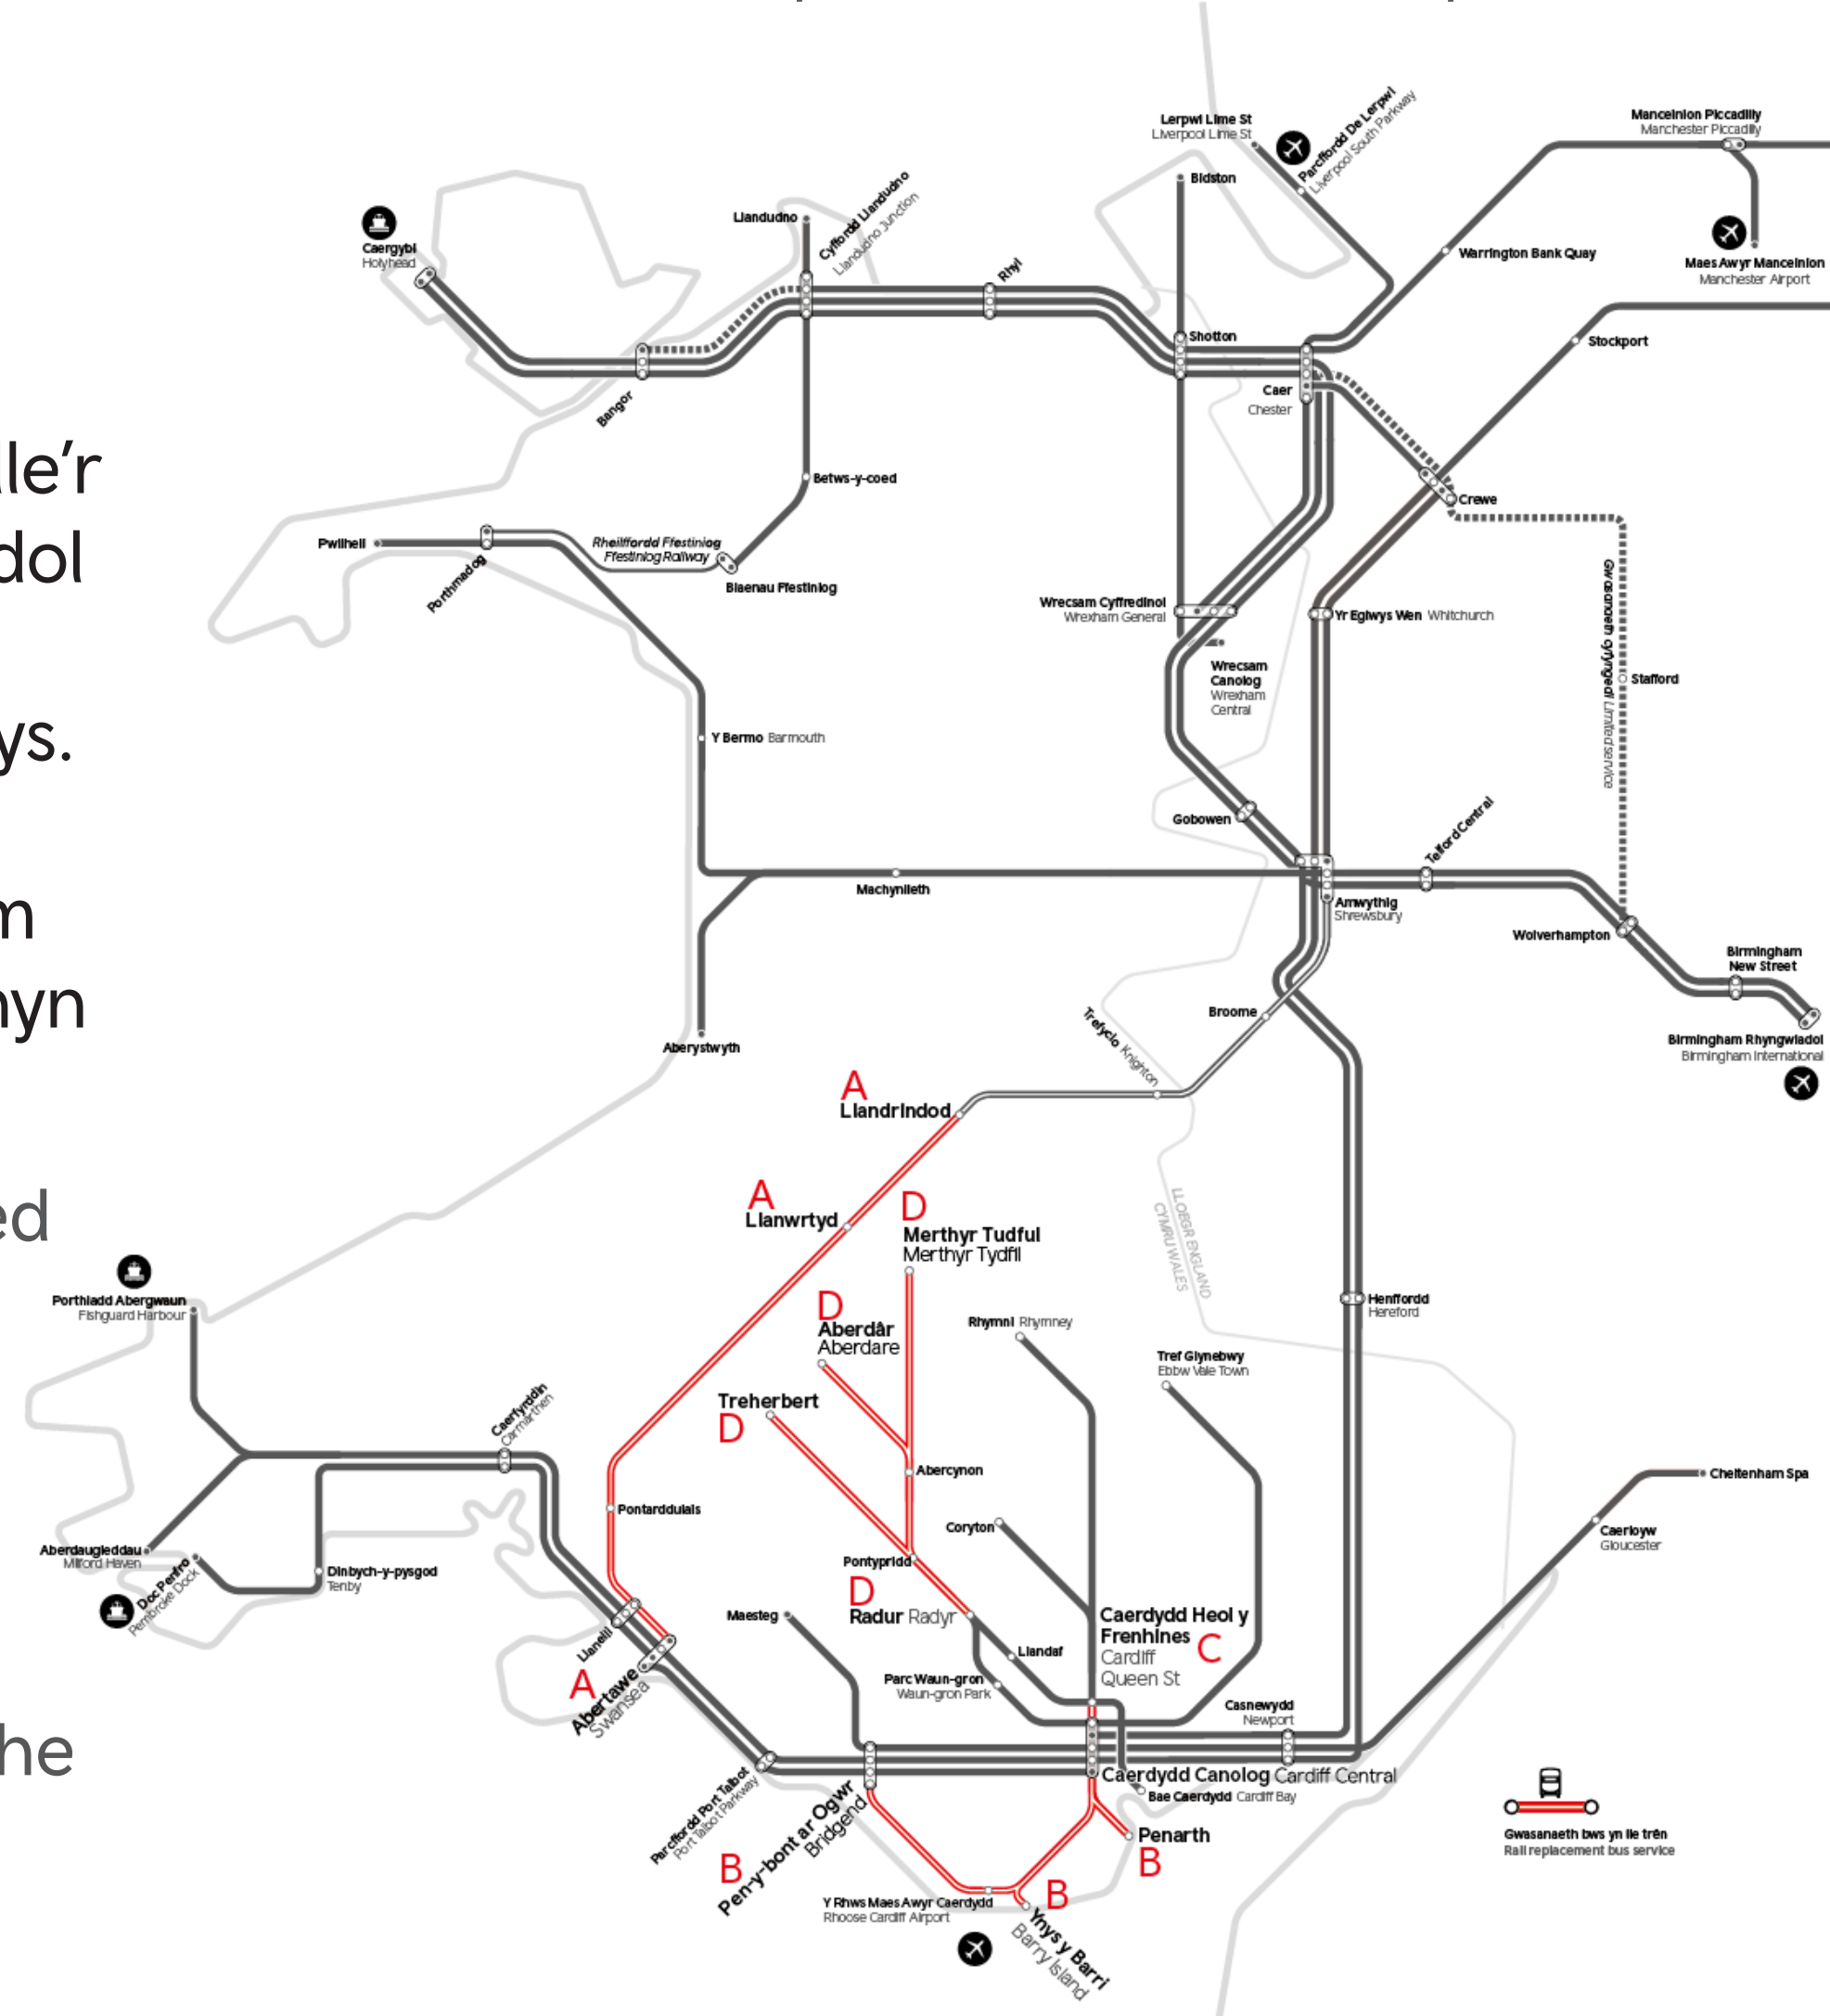 Lerpwl Lime St
Liverpool Lime St
Parcffordd De Lerpwl
Liverpool South Parkway
Manceinion Piccadilly
Manchester Piccadilly
Bidston
Llandudno
Cyffordd Llandudno
Llandudno Junction
Caergybi
Holyhead
Rhyl
Warrington Bank Quay
Maes Awyr Manceinion
Manchester Airport
Shotton
Stockport
Bangor
Caer
Chester
lle'r
Betws-y-coed
Crewe
dol
Pwllheli
Porthmadog
Rheilffordd Ffestiniog
Ffestiniog Railway
Blaenau Ffestiniog
Wrecsam Cyffredinol
Wrexham General
Yr Eglwys Wen Whitchurch
Gwasanaeth cyfyngedi Limited service
Wrecsam
Canolog
Wrexham
Central
Stafford
ys.
Y Bermo Barmouth
Gobowen
Telford Central
Machynlleth
Amwythig
Shrewsbury
m
Wolverhampton
Birmingham
New Street
hyn
Broome
Trefyclo Knighton
Aberystwyth
Birmingham Rhyngwladol
Birmingham International
A
Llandrindod
ed
A
Llanwrtyd
D
Merthyr Tudful
Merthyr Tydfil
LLOEGR ENGLAND
CYMRU WALES
Porthladd Abergwaun
Fishguard Harbour
D
Aberdâr
Aberdare
Rhymni Rhymney
Henffordd
Hereford
Tref Glynebwy
Ebbw Vale Town
Treherbert
D
Caerfyrddin
Carmarthen
Abercynon
Cheltenham Spa
Pontarddulais
Coryton
Caerloyw
Gloucester
Aberdaugleddau
Milford Haven
Doc Penfro
Pembroke Dock
Dinbych-y-pysgod
Tenby
Pontypridd
D
Radur Radyr
Maesteg
Caerdydd Heol y
Frenhines
Cardiff
Queen St
C
Llanelli
Llandaf
Parc Waun-gron
Waun-gron Park
A
Abertawe
Swansea
Casnewydd
Newport
he
Caerdydd Canolog Cardiff Central
Bae Caerdydd Cardiff Bay
Parcffordd Port Talbot
Port Talbot Parkway
B
Pen-y-bont ar Ogwr
Bridgend
Penarth
B
Gwasanaeth bws yn lle trên
Rail replacement bus service
Y Rhws Maes Awyr Caerdydd
Rhoose Cardiff Airport
B
Ynys y Barri
Barry Island